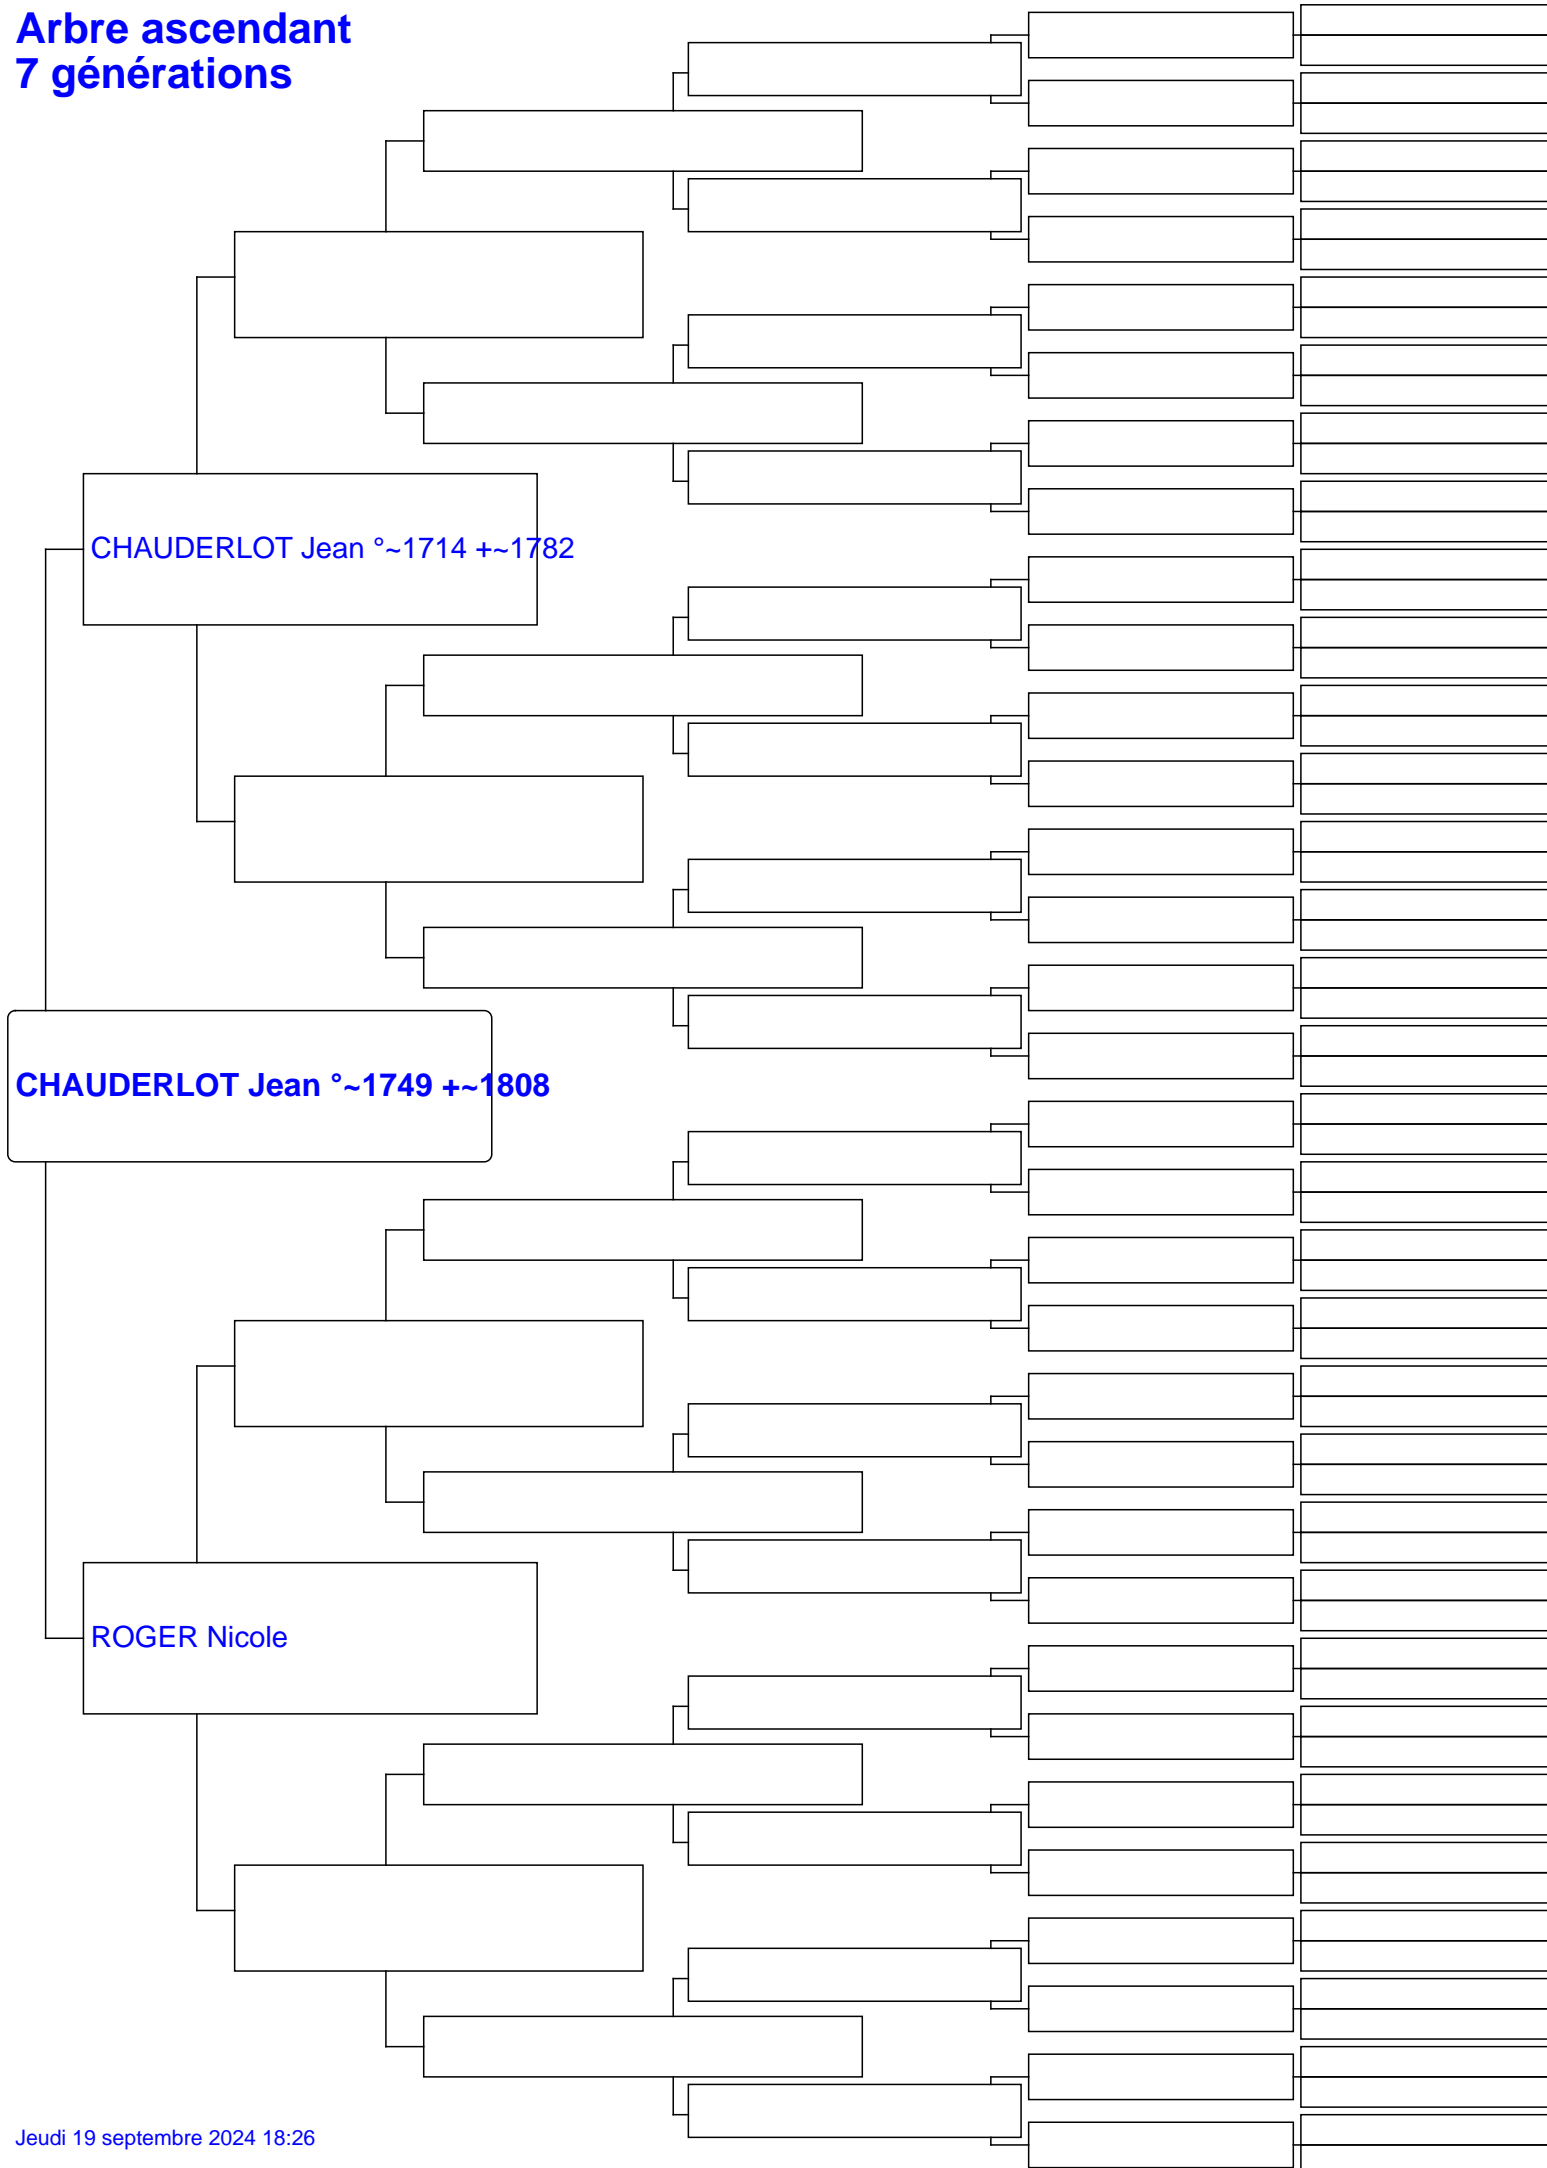 Arbre ascendant
7 générations
CHAUDERLOT Jean °~1714 +~1782
CHAUDERLOT Jean °~1749 +~1808
ROGER Nicole
Jeudi 19 septembre 2024 18:26